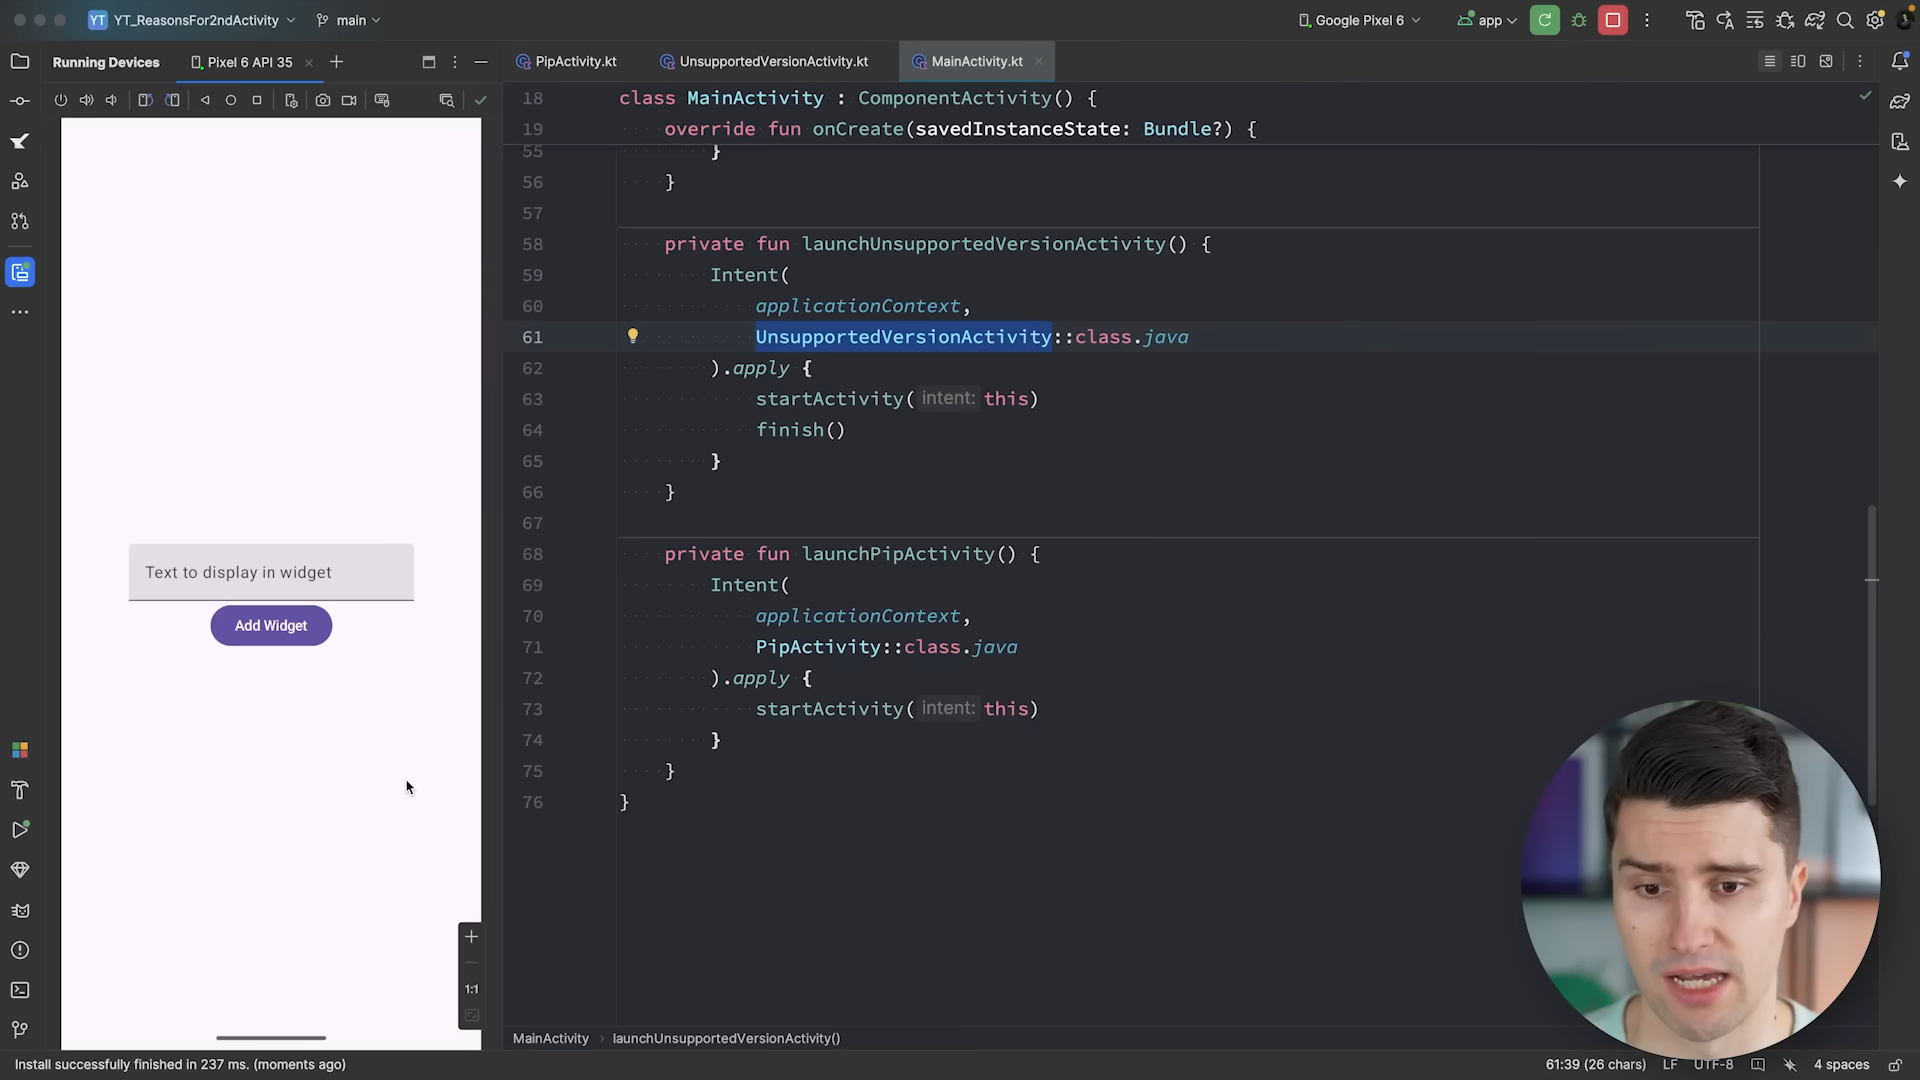 YT YT_ReasonsFor2ndActivity main Google Pixel 6 app
Running Devices Pixel 6 API 35
PipActivity.kt UnsupportedVersionActivity.kt MainActivity.kt
18 class MainActivity : ComponentActivity() {
19 override fun onCreate(savedInstanceState: Bundle?) {
55 }
56 }
57
58 private fun launchUnsupportedVersionActivity() {
59 Intent(
60 applicationContext,
61 UnsupportedVersionActivity::class.java
62 ).apply {
63 startActivity( intent: this)
64 finish()
65 }
66 }
67
68 private fun launchPipActivity() {
69 Intent(
70 applicationContext,
71 PipActivity::class.java
72 ).apply {
73 startActivity( intent: this)
74 }
75 }
76 }
Text to display in widget
Add Widget
1:1
MainActivity › launchUnsupportedVersionActivity()
Install successfully finished in 237 ms. (moments ago) 61:39 (26 chars) LF UTF-8 4 spaces